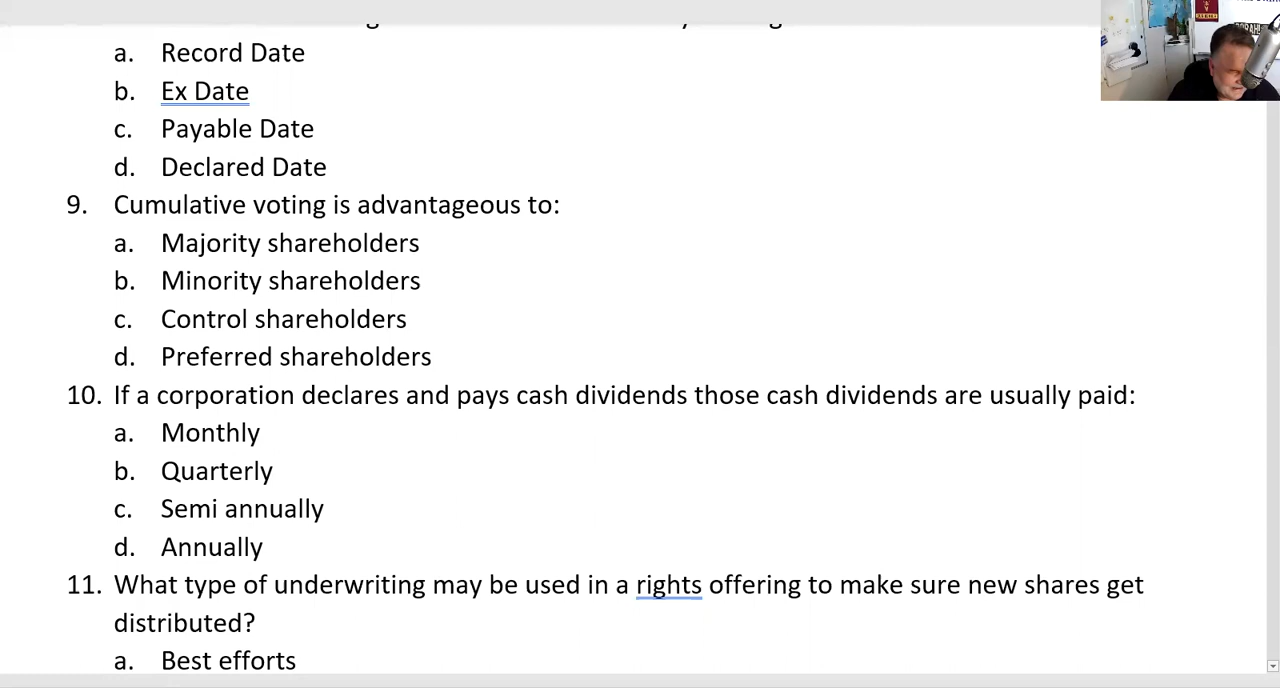 a. Record Date
b. Ex Date
c. Payable Date
d. Declared Date
9. Cumulative voting is advantageous to:
a. Majority shareholders
b. Minority shareholders
c. Control shareholders
d. Preferred shareholders
10. If a corporation declares and pays cash dividends those cash dividends are usually paid:
a. Monthly
b. Quarterly
c. Semi annually
d. Annually
11. What type of underwriting may be used in a rights offering to make sure new shares get
distributed?
a. Best efforts